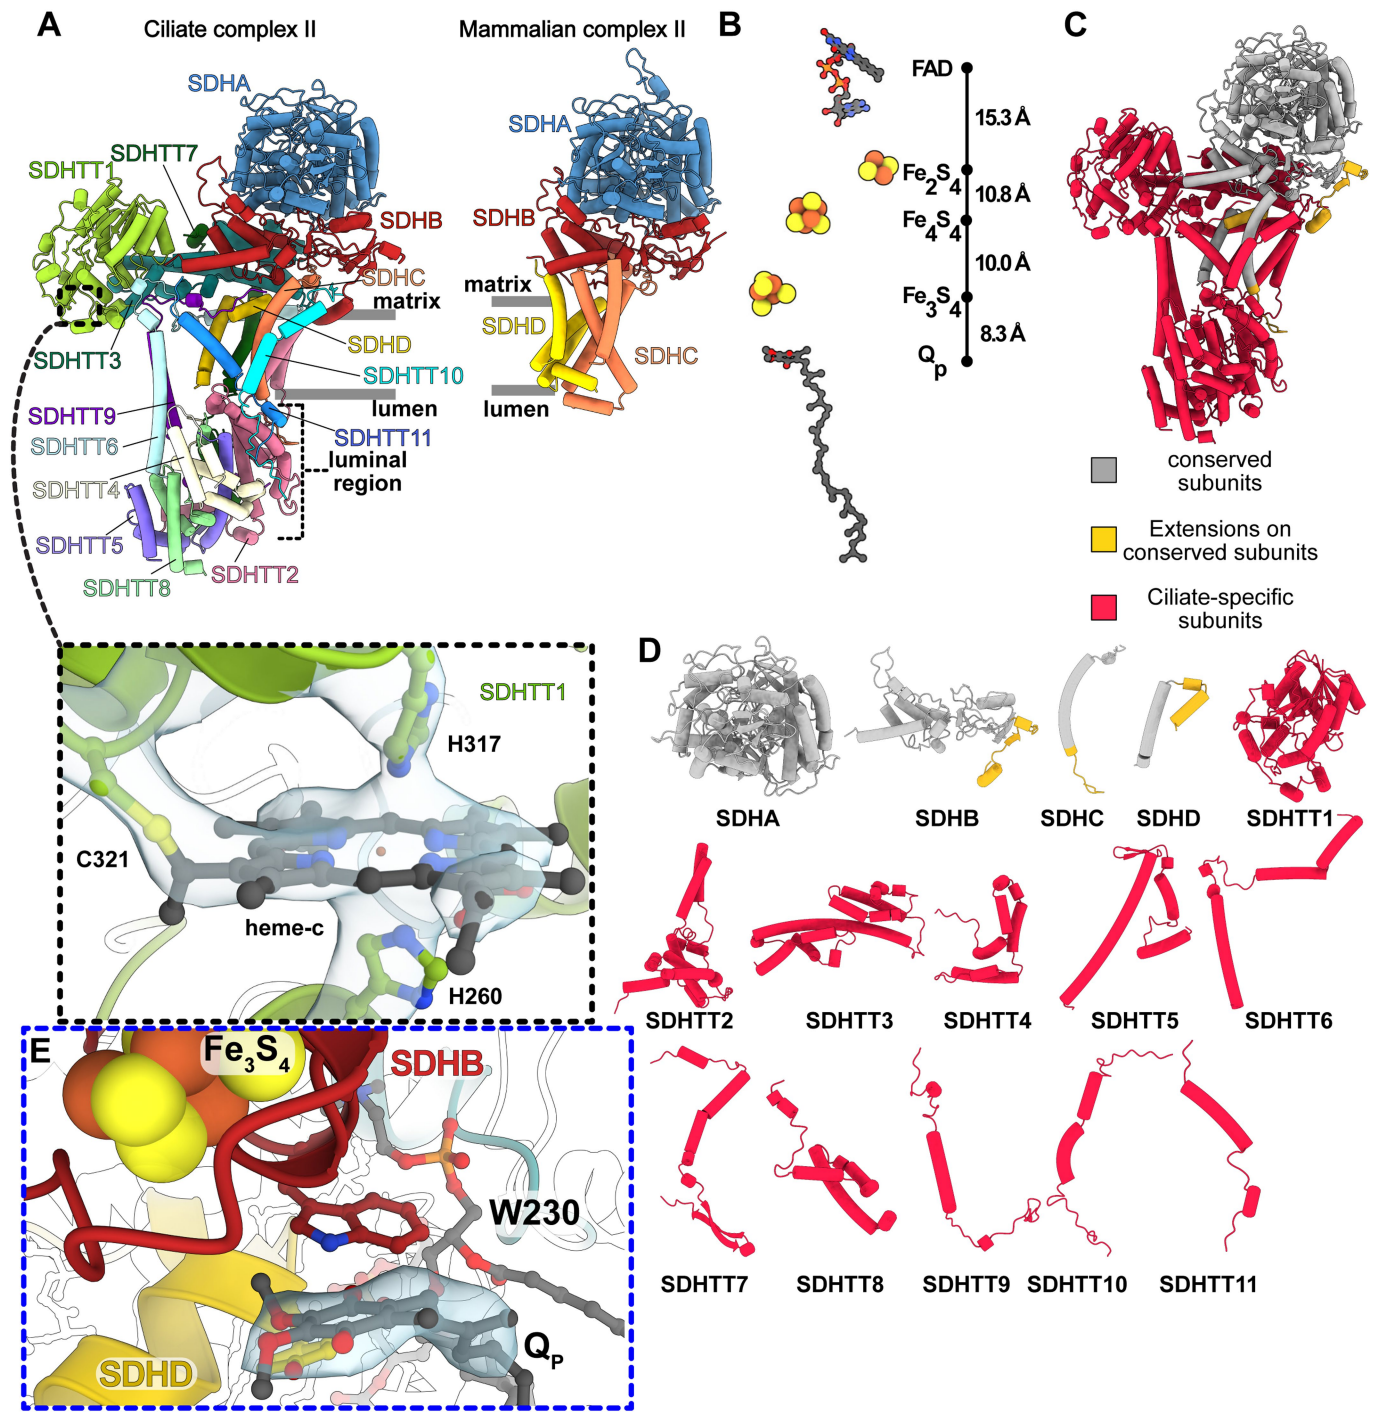 A
Ciliate complex II
Mammalian complex II
SDHA
SDHTT7
SDHTT1
SDHB
SDHC
matrix
SDHTT3
SDHD
SDHTT10
lumen
SDHTT9
SDHTT11
SDHTT6
luminal
region
SDHTT4
SDHTT5
SDHTT2
SDHTT8
SDHA
SDHB
matrix
SDHD
SDHC
lumen
B
FAD
15.3 Å
Fe2S4
10.8 Å
Fe4S4
10.0 Å
Fe3S4
8.3 Å
Qp
C
conserved
subunits
Extensions on
conserved subunits
Ciliate-specific
subunits
SDHTT1
H317
C321
heme-c
H260
D
SDHA
SDHB
SDHC
SDHD
SDHTT1
SDHTT2
SDHTT3
SDHTT4
SDHTT5
SDHTT6
SDHTT7
SDHTT8
SDHTT9
SDHTT10
SDHTT11
E
Fe3S4
SDHB
W230
QP
SDHD